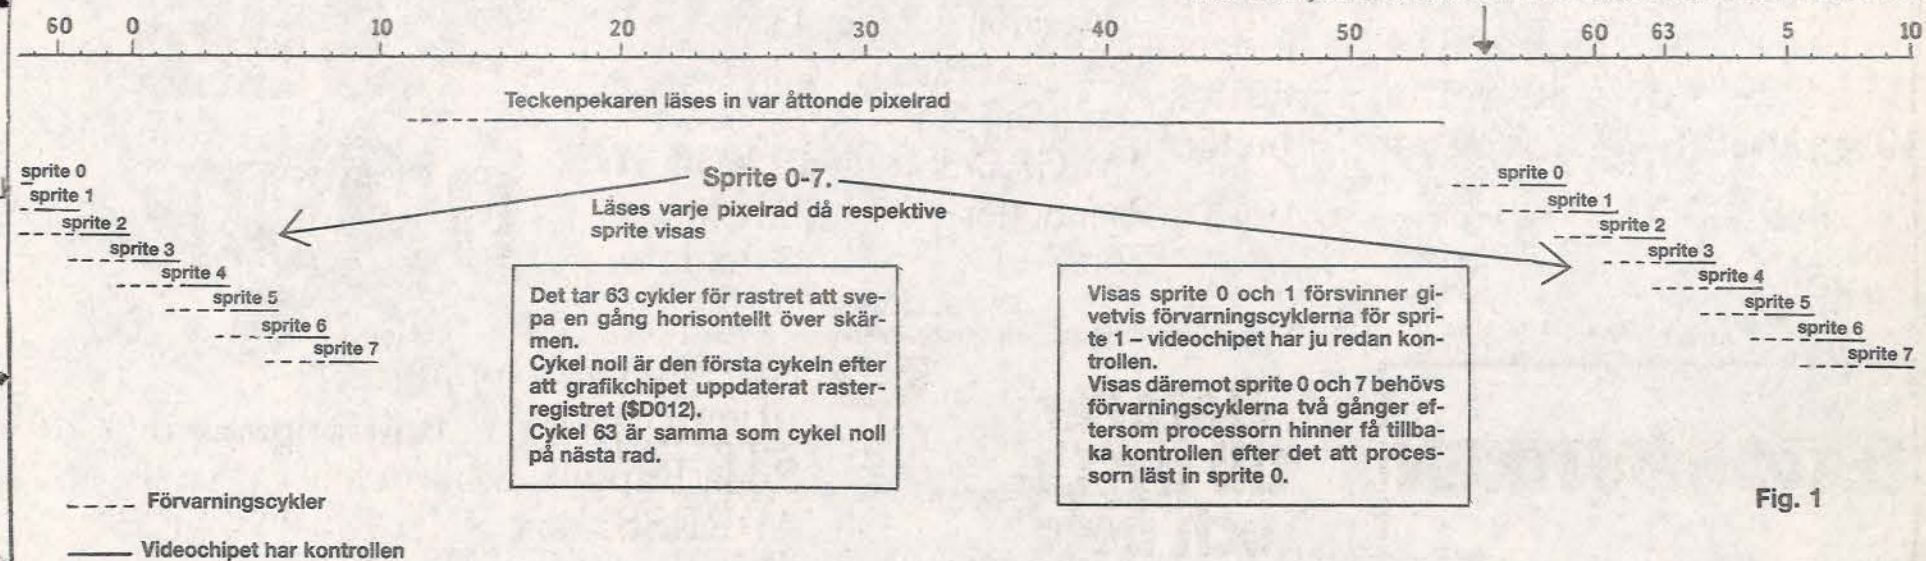 60 0 10 20 30 40 50 60 63 5 10
Teckenpekaren läses in var åttonde pixelrad
sprite 0
sprite 1
sprite 2
sprite 3
sprite 4
sprite 5
sprite 6
sprite 7
Sprite 0-7.
Läses varje pixelrad då respektive
sprite visas
sprite 0
sprite 1
sprite 2
sprite 3
sprite 4
sprite 5
sprite 6
sprite 7
Det tar 63 cykler för rastret att sve-
pa en gång horisontellt över skär-
men.
Cykel noll är den första cykeln efter
att grafikchipet uppdaterat raster-
registret ($D012).
Cykel 63 är samma som cykel noll
på nästa rad.
Visas sprite 0 och 1 försvinner gi-
vetvis förvarningscyklerna för spri-
te 1 – videochipet har ju redan kon-
trollen.
Visas däremot sprite 0 och 7 behövs
förvarningscyklerna två gånger ef-
tersom processorn hinner få tillba-
ka kontrollen efter det att proces-
sorn läst in sprite 0.
Förvarningscykler
Videochipet har kontrollen
Fig. 1